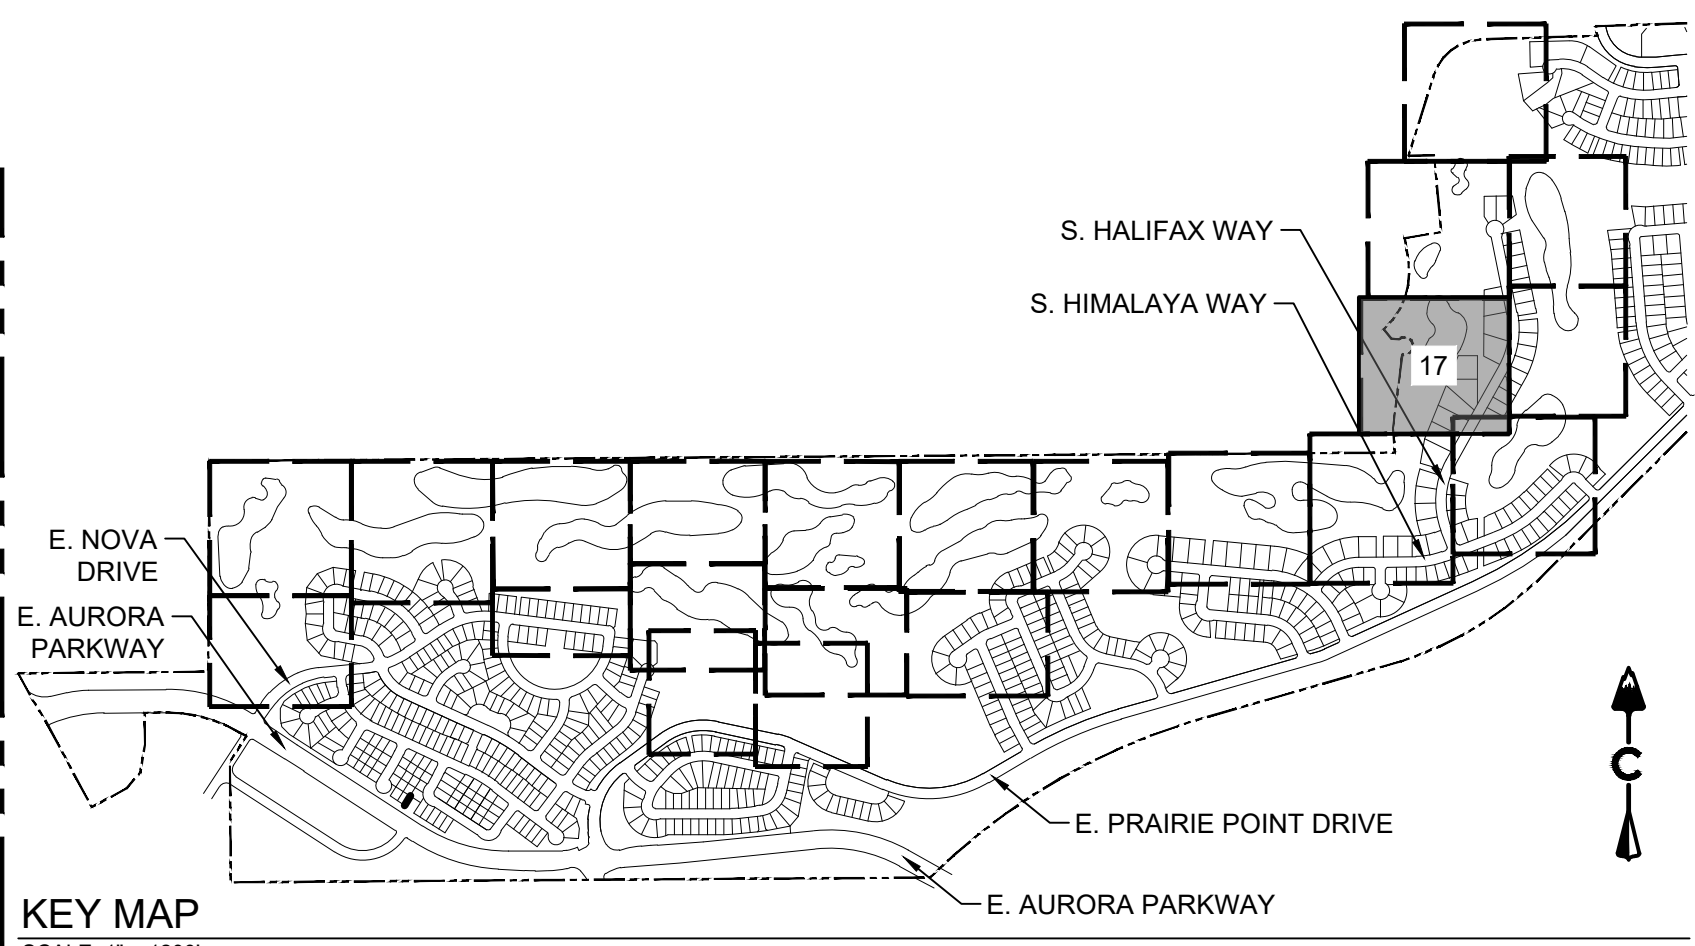 S. HALIFAX WAY
S. HIMALAYA WAY
17
E. NOVA
DRIVE
E. AURORA
PARKWAY
E. PRAIRIE POINT DRIVE
E. AURORA PARKWAY
KEY MAP